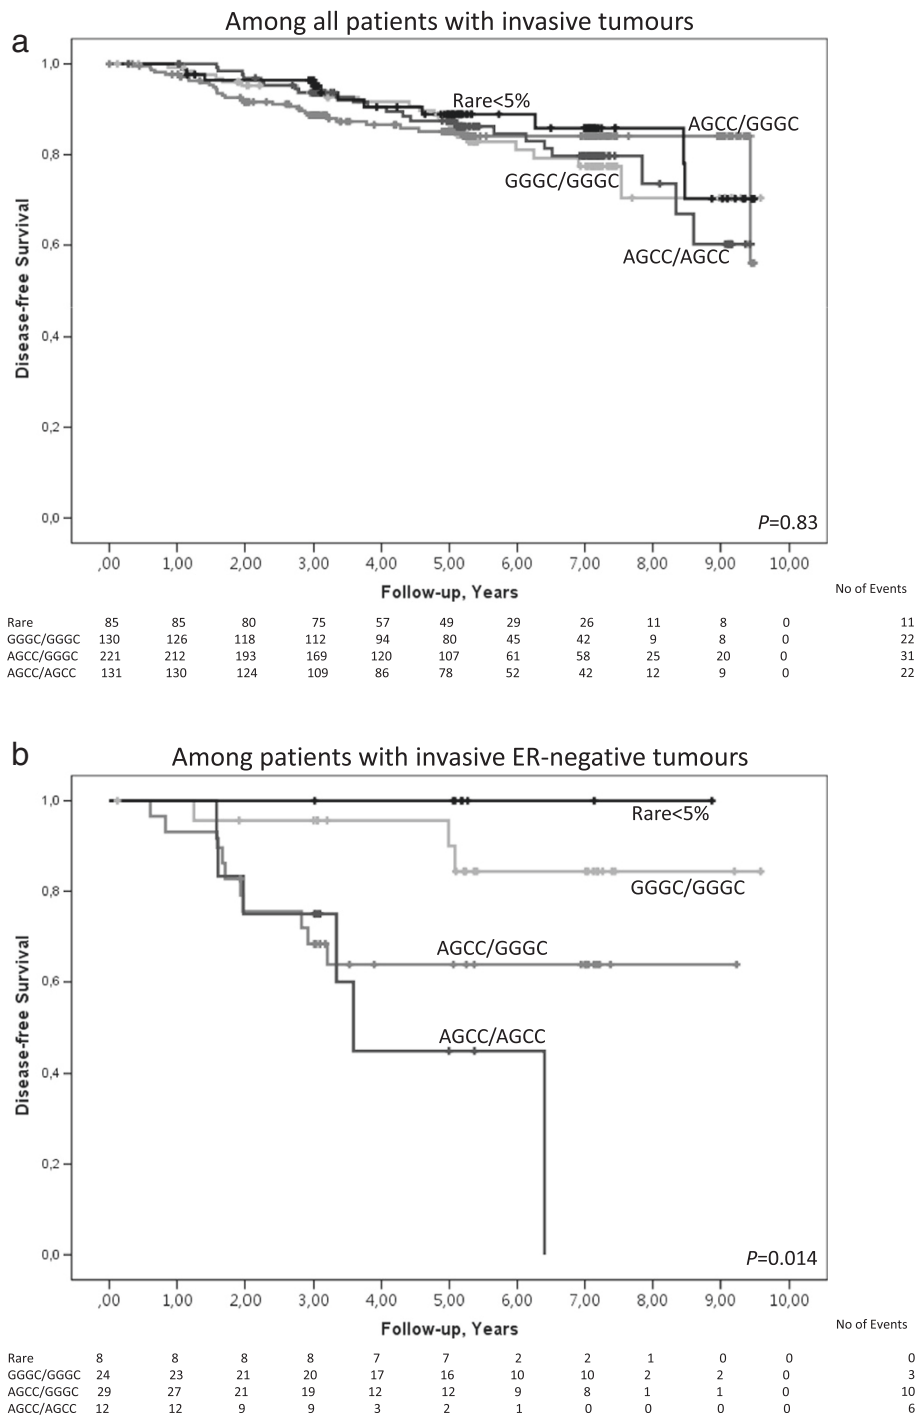 a
Among all patients with invasive tumours
1,0
0,8
0,6
0,4
0,2
0,0
Disease-free Survival
Rare<5%
AGCC/GGGC
GGGC/GGGC
AGCC/AGCC
P=0.83
,00 1,00 2,00 3,00 4,00 5,00 6,00 7,00 8,00 9,00 10,00
Follow-up, Years
No of Events
Rare 85 85 80 75 57 49 29 26 11 8 0 11
GGGC/GGGC 130 126 118 112 94 80 45 42 9 8 0 22
AGCC/GGGC 221 212 193 169 120 107 61 58 25 20 0 31
AGCC/AGCC 131 130 124 109 86 78 52 42 12 9 0 22
b
Among patients with invasive ER-negative tumours
1,0
0,8
0,6
0,4
0,2
0,0
Disease-free Survival
Rare<5%
GGGC/GGGC
AGCC/GGGC
AGCC/AGCC
P=0.014
,00 1,00 2,00 3,00 4,00 5,00 6,00 7,00 8,00 9,00 10,00
Follow-up, Years
No of Events
Rare 8 8 8 8 7 7 2 2 1 0 0 0
GGGC/GGGC 24 23 21 20 17 16 10 10 2 2 0 3
AGCC/GGGC 29 27 21 19 12 12 9 8 1 1 0 10
AGCC/AGCC 12 12 9 9 3 2 1 0 0 0 0 6